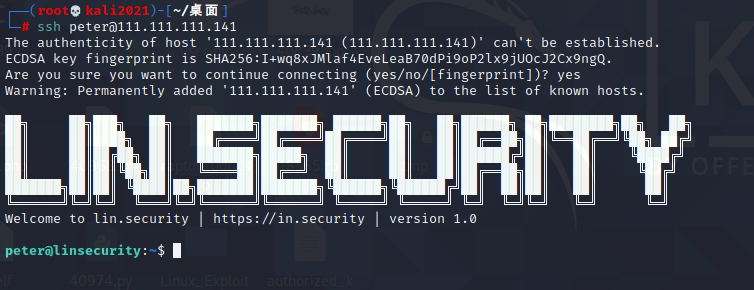 ┌──(root💀kali2021)-[~/桌面]
└─# ssh peter@111.111.111.141
The authenticity of host '111.111.111.141 (111.111.111.141)' can't be established.
ECDSA key fingerprint is SHA256:I+wq8xJMlaf4EveLeaB70dPi9oP2lx9jUOcJ2Cx9ngQ.
Are you sure you want to continue connecting (yes/no/[fingerprint])? yes
Warning: Permanently added '111.111.111.141' (ECDSA) to the list of known hosts.
LIN.SECURITY
Welcome to lin.security | https://in.security | version 1.0
peter@linsecurity:~$
40974.py Linux_Exploit authorized_k